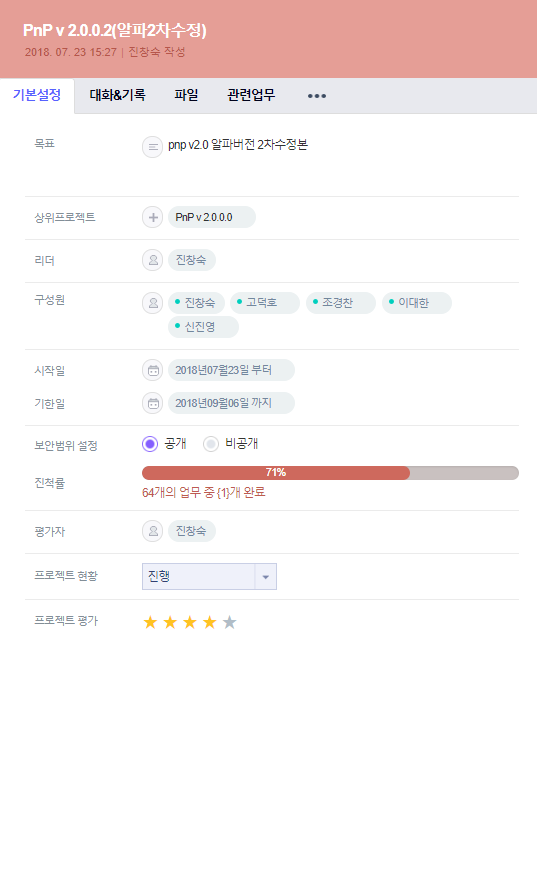 PnP v 2.0.0.2(알파2차수정)
2018. 07. 23 15:27 | 진창숙 작성
기본설정 대화&기록 파일 관련업무 •••
목표 pnp v2.0 알파버전 2차수정본
상위프로젝트 PnP v 2.0.0.0
리더 진창숙
구성원 진창숙 고덕호 조경찬 이대한
신진영
시작일 2018년07월23일 부터
기한일 2018년09월06일 까지
보안범위 설정 공개 비공개
진척률 71%
64개의 업무 중 {1}개 완료
평가자 진창숙
프로젝트 현황 진행
프로젝트 평가